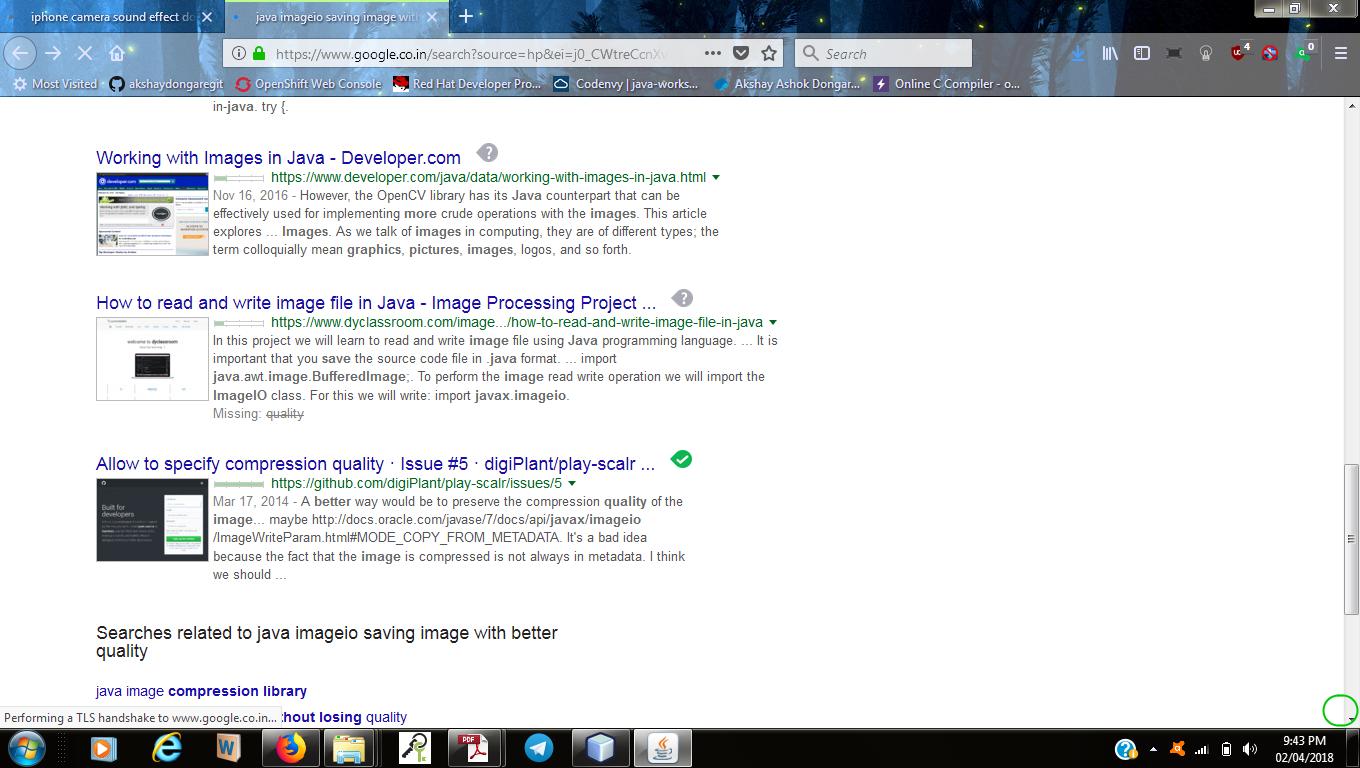 iphone camera sound effect do
java imageio saving image with
https://www.google.co.in/search?source=hp&ei=j0_CWtreCcnXv
Search
4
0
Most Visited
akshaydongaregit
OpenShift Web Console
Red Hat Developer Pro...
Codenvy | java-works...
Akshay Ashok Dongar...
Online C Compiler - o...
in-java. try {.
Working with Images in Java - Developer.com
https://www.developer.com/java/data/working-with-images-in-java.html
Nov 16, 2016 - However, the OpenCV library has its Java counterpart that can be
effectively used for implementing more crude operations with the images. This article
explores ... Images. As we talk of images in computing, they are of different types; the
term colloquially mean graphics, pictures, images, logos, and so forth.
How to read and write image file in Java - Image Processing Project ...
https://www.dyclassroom.com/image.../how-to-read-and-write-image-file-in-java
In this project we will learn to read and write image file using Java programming language. ... It is
important that you save the source code file in .java format. ... import
java.awt.image.BufferedImage;. To perform the image read write operation we will import the
ImageIO class. For this we will write: import javax.imageio.
Missing: quality
Allow to specify compression quality · Issue #5 · digiPlant/play-scalr ...
https://github.com/digiPlant/play-scalr/issues/5
Built for
developers
Mar 17, 2014 - A better way would be to preserve the compression quality of the
image... maybe http://docs.oracle.com/javase/7/docs/api/javax/imageio
/ImageWriteParam.html#MODE_COPY_FROM_METADATA. It's a bad idea
because the fact that the image is compressed is not always in metadata. I think
we should ...
Searches related to java imageio saving image with better
quality
java image compression library
hout losing quality
Performing a TLS handshake to www.google.co.in...
PDF
9:43 PM
02/04/2018